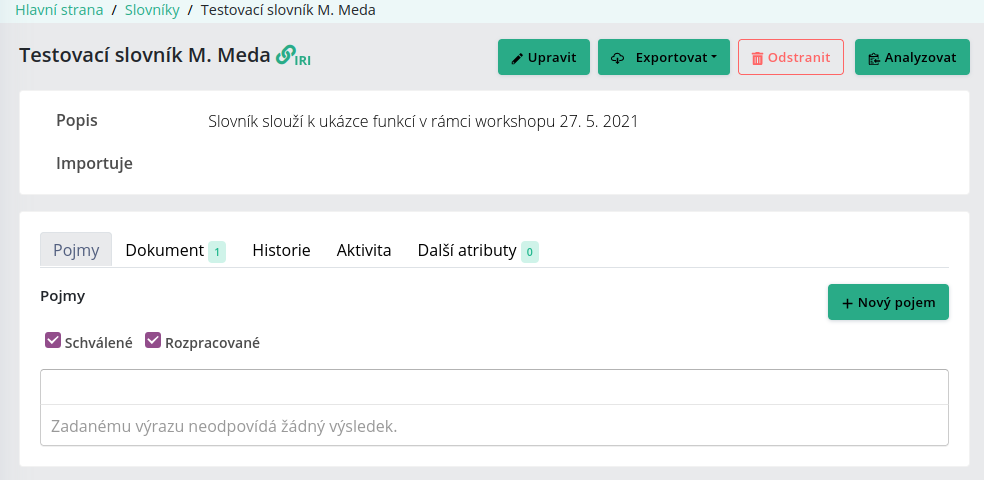 Hlavní strana / Slovníky / Testovací slovník M. Meda
Testovací slovník M. Meda IRI
Upravit Exportovat Odstranit Analyzovat
Popis Slovník slouží k ukázce funkcí v rámci workshopu 27. 5. 2021
Importuje
Pojmy Dokument 1 Historie Aktivita Další atributy 0
Pojmy + Nový pojem
Schválené Rozpracované
Zadanému výrazu neodpovídá žádný výsledek.